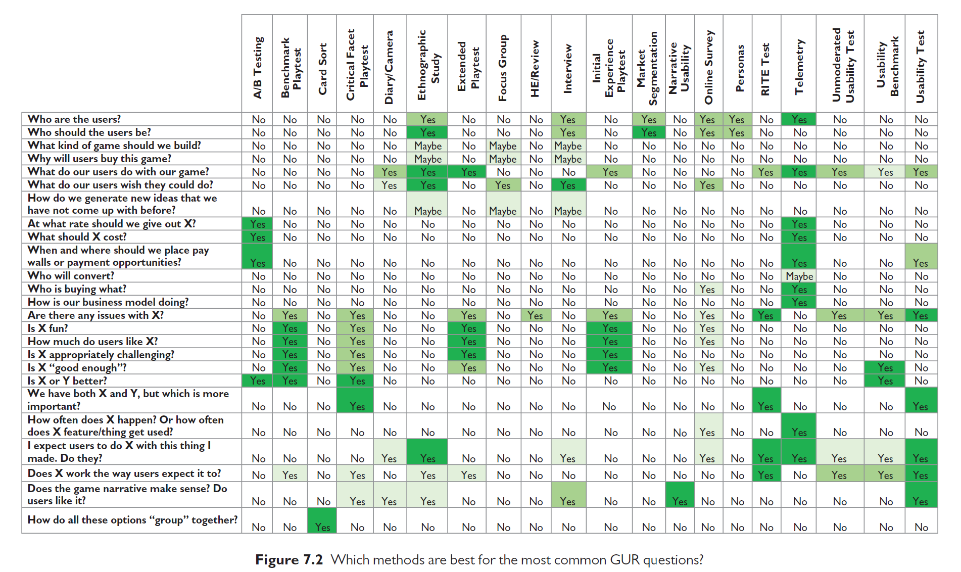 A/B Testing
Benchmark
Playtest
Card Sort
Critical Facet
Playtest
Diary/Camera
Ethnographic
Study
Extended
Playtest
Focus Group
HE/Review
Interview
Initial
Experience
Playtest
Market
Segmentation
Narrative
Usability
Online Survey
Personas
RITE Test
Telemetry
Unmoderated
Usability Test
Usability
Benchmark
Usability Test
Who are the users? No No No No No Yes No No No Yes No Yes No Yes Yes No Yes No No No
Who should the users be? No No No No No Yes No No No Yes No Yes No Yes Yes No No No No No
What kind of game should we build? No No No No No Maybe No Maybe No Maybe No No No No No No No No No No
Why will users buy this game? No No No No No Maybe No Maybe No Maybe No No No No No No No No No No
What do our users do with our game? No No No No Yes Yes Yes No No No Yes No No No No Yes Yes Yes Yes Yes
What do our users wish they could do? No No No No Yes Yes No Yes No Yes No No No Yes No No No No No No
How do we generate new ideas that we
have not come up with before? No No No No No Maybe No Maybe No Maybe No No No No No No No No No No
At what rate should we give out X? Yes No No No No No No No No No No No No No No No Yes No No No
What should X cost? Yes No No No No No No No No No No No No No No No Yes No No No
When and where should we place pay
walls or payment opportunities? Yes No No No No No No No No No No No No No No No Yes No No Yes
Who will convert? No No No No No No No No No No No No No No No No Maybe No No No
Who is buying what? No No No No No No No No No No No No No Yes No No Yes No No No
How is our business model doing? No No No No No No No No No No No No No No No No Yes No No No
Are there any issues with X? No Yes No Yes No No Yes No Yes No Yes No No Yes No Yes No Yes Yes Yes
Is X fun? No Yes No Yes No No Yes No No No Yes No No Yes No No No No No No
How much do users like X? No Yes No Yes No No Yes No No No Yes No No Yes No No No No No No
Is X appropriately challenging? No Yes No Yes No No Yes No No No Yes No No No No No No No No No
Is X “good enough”? No Yes No Yes No No Yes No No No Yes No No Yes No No No No Yes No
Is X or Y better? Yes Yes No Yes No No No No No No No No No No No No No No Yes No
We have both X and Y, but which is more
important? No No No Yes No No No No No No No No No No No Yes No No No Yes
How often does X happen? Or how often
does X feature/thing get used? No No No No No No No No No No No No No Yes No No Yes No No No
I expect users to do X with this thing I
made. Do they? No No No No Yes Yes No No No Yes No No No Yes No Yes Yes Yes Yes Yes
Does X work the way users expect it to? No Yes No Yes No Yes Yes No No No No No No No No Yes No Yes Yes Yes
Does the game narrative make sense? Do
users like it? No No No Yes Yes Yes No No No Yes No No Yes No No No No No No Yes
How do all these options “group” together? No No Yes No No No No No No No No No No No No No No No No No
Figure 7.2 Which methods are best for the most common GUR questions?